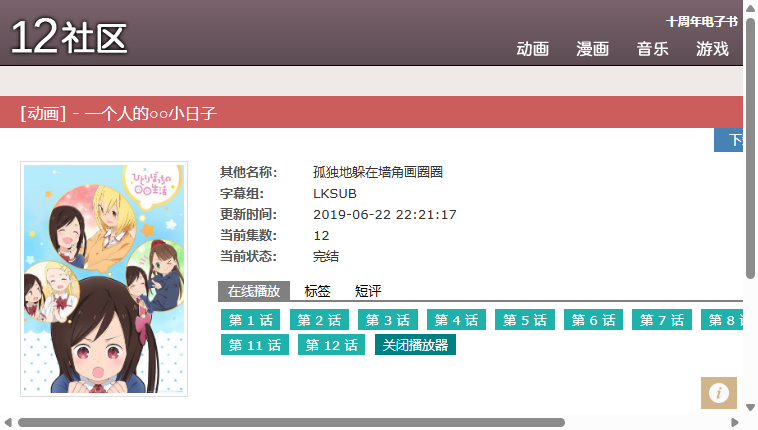 十周年电子书
12社区
动画 漫画 音乐 游戏
[动画] - 一个人的○○小日子
ひとりぼっちの
○○生活
其他名称: 孤独地躲在墙角画圈圈
字幕组: LKSUB
更新时间: 2019-06-22 22:21:17
当前集数: 12
当前状态: 完结
在线播放 标签 短评
第 1 话 第 2 话 第 3 话 第 4 话 第 5 话 第 6 话 第 7 话 第 8
第 11 话 第 12 话 关闭播放器